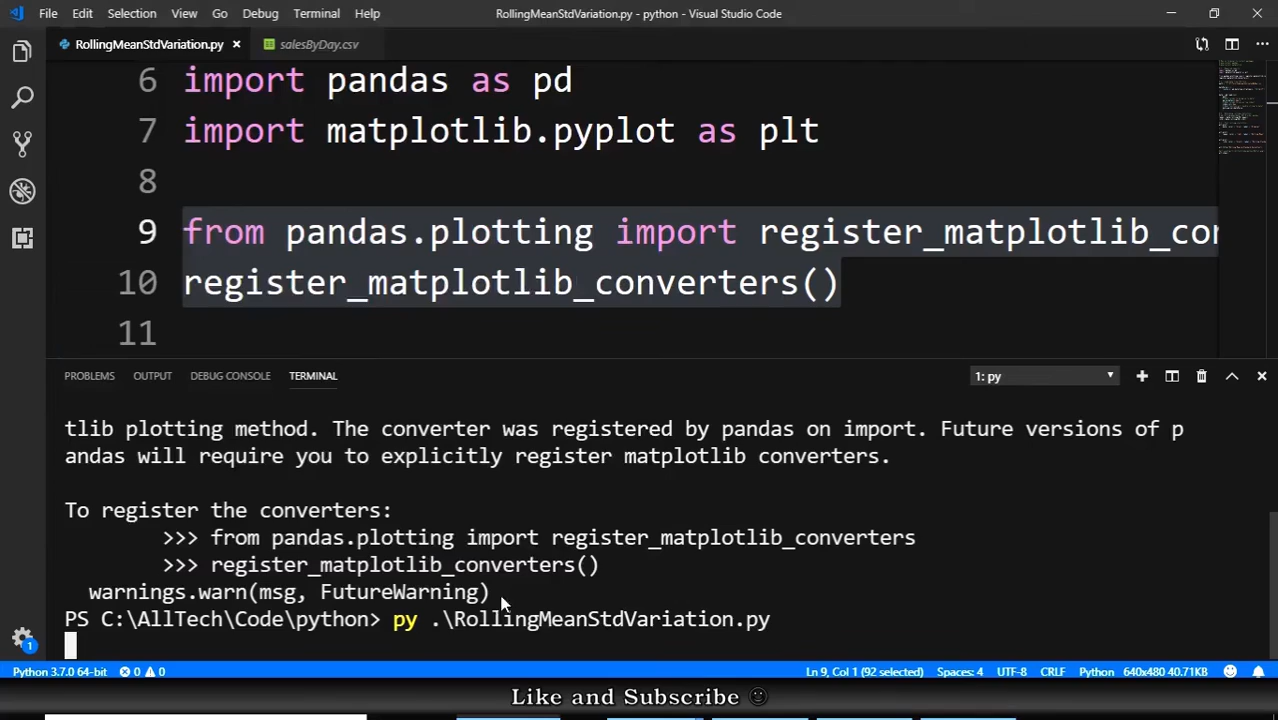 File Edit Selection View Go Debug Terminal Help RollingMeanStdVariation.py - python - Visual Studio Code
RollingMeanStdVariation.py salesByDay.csv
6 import pandas as pd
7 import matplotlib.pyplot as plt
8
9 from pandas.plotting import register_matplotlib_con
10 register_matplotlib_converters()
11
PROBLEMS OUTPUT DEBUG CONSOLE TERMINAL 1: py
tlib plotting method. The converter was registered by pandas on import. Future versions of p
andas will require you to explicitly register matplotlib converters.
To register the converters:
>>> from pandas.plotting import register_matplotlib_converters
>>> register_matplotlib_converters()
warnings.warn(msg, FutureWarning)
PS C:\AllTech\Code\python> py .\RollingMeanStdVariation.py
1
Python 3.7.0 64-bit 0 0 Ln 9, Col 1 (92 selected) Spaces: 4 UTF-8 CRLF Python 640x480 40.71KB
Like and Subscribe